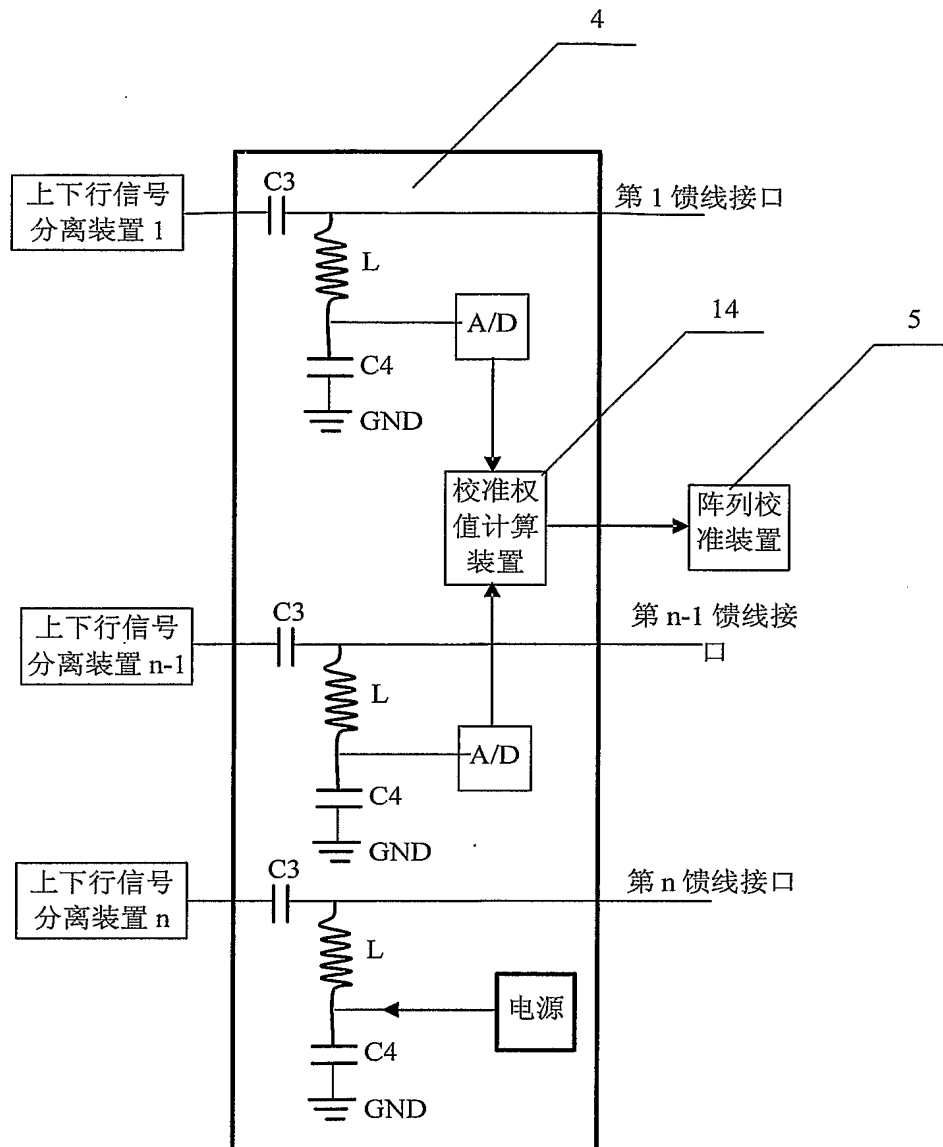 4
C3
上下行信号
分离装置 1
第 1 馈线接口
L
A/D
14
5
C4
GND
校准权
值计算
装置
阵列校
准装置
C3
上下行信号
分离装置 n-1
第 n-1 馈线接
口
L
A/D
C4
GND
C3
上下行信号
分离装置 n
第 n 馈线接口
L
电源
C4
GND